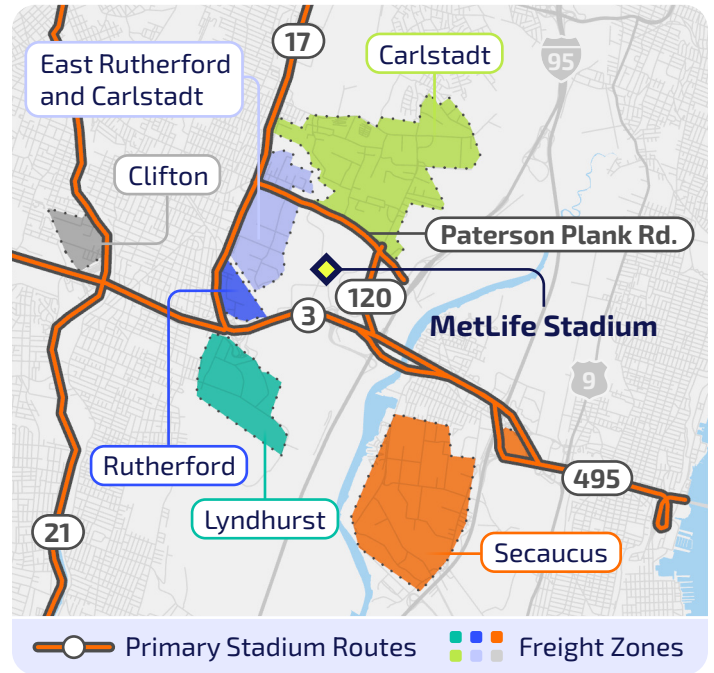 17
95
East Rutherford
and Carlstadt
Carlstadt
Clifton
Paterson Plank Rd.
120
3
MetLife Stadium
9
Rutherford
495
Lyndhurst
21
Secaucus
Primary Stadium Routes
Freight Zones